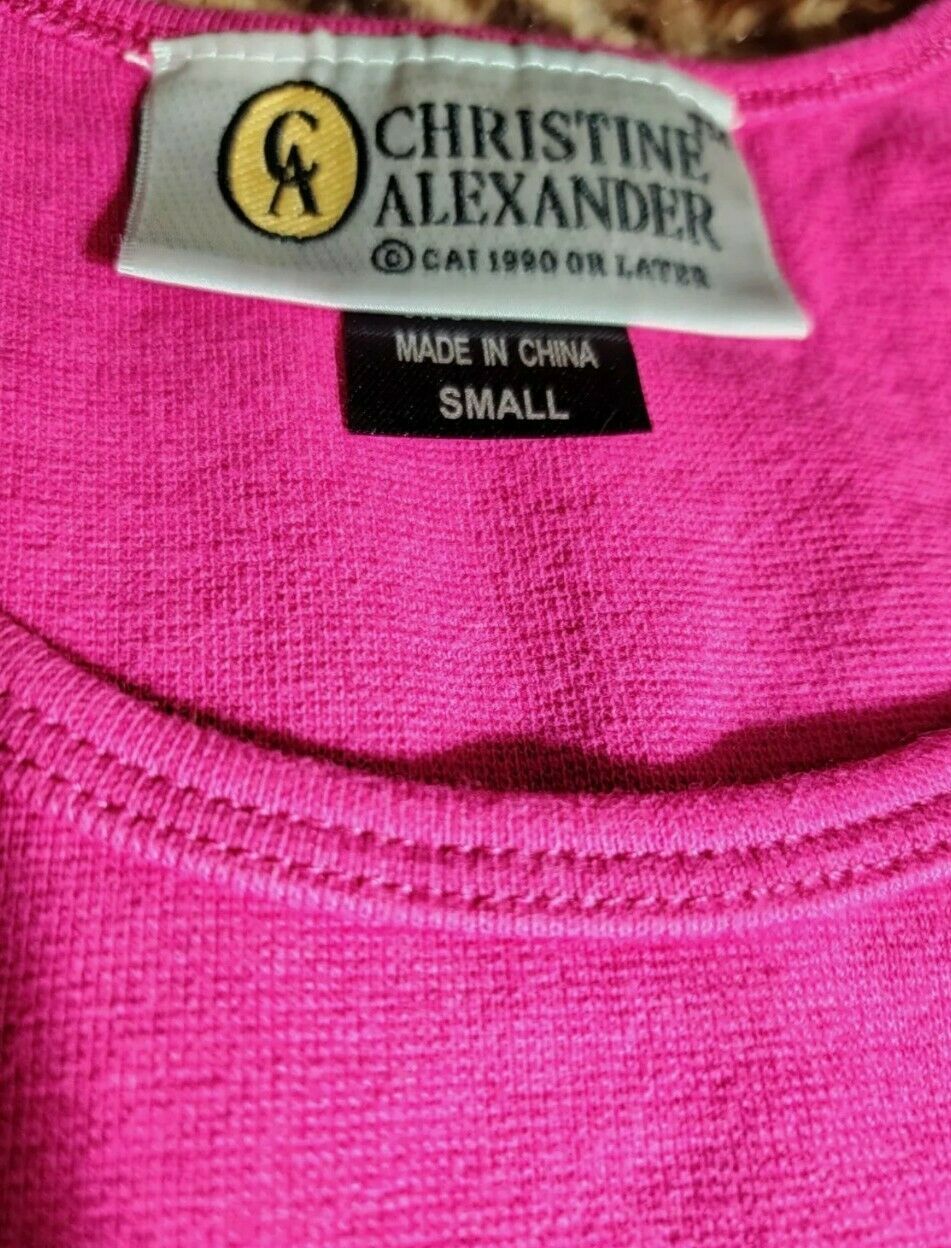 CA
CHRISTINE
ALEXANDER
© CAI 1990 OR LATER
MADE IN CHINA
SMALL